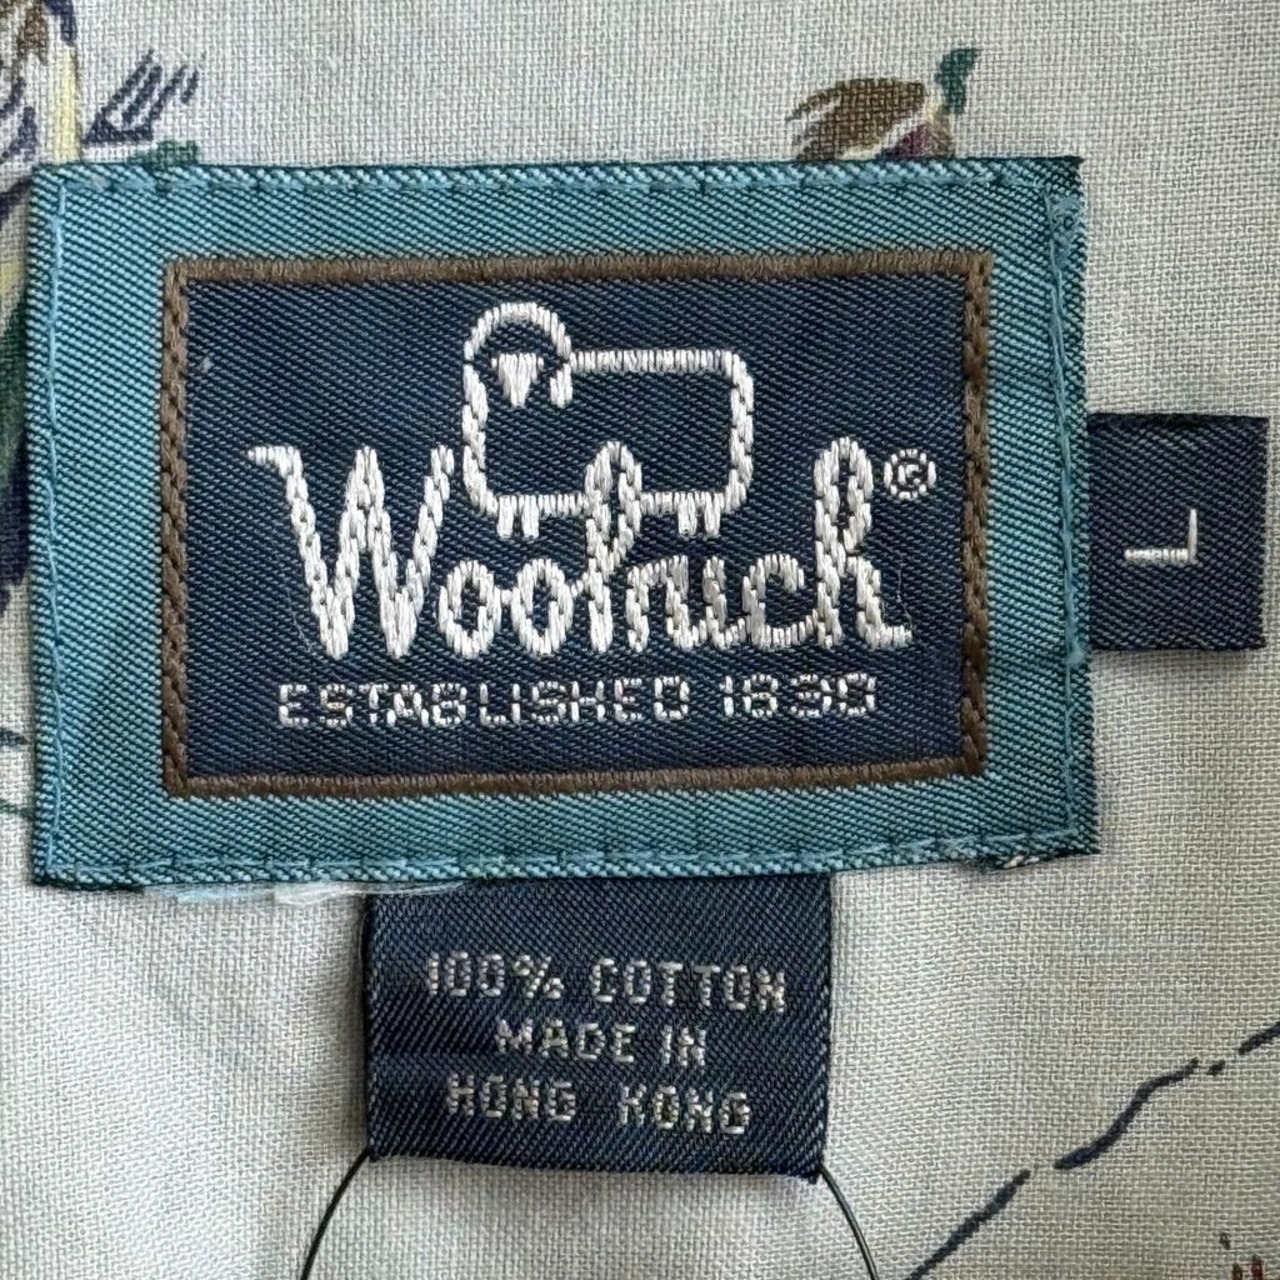 Woolrich®
ESTABLISHED 1830
L
100% COTTON
MADE IN
HONG KONG